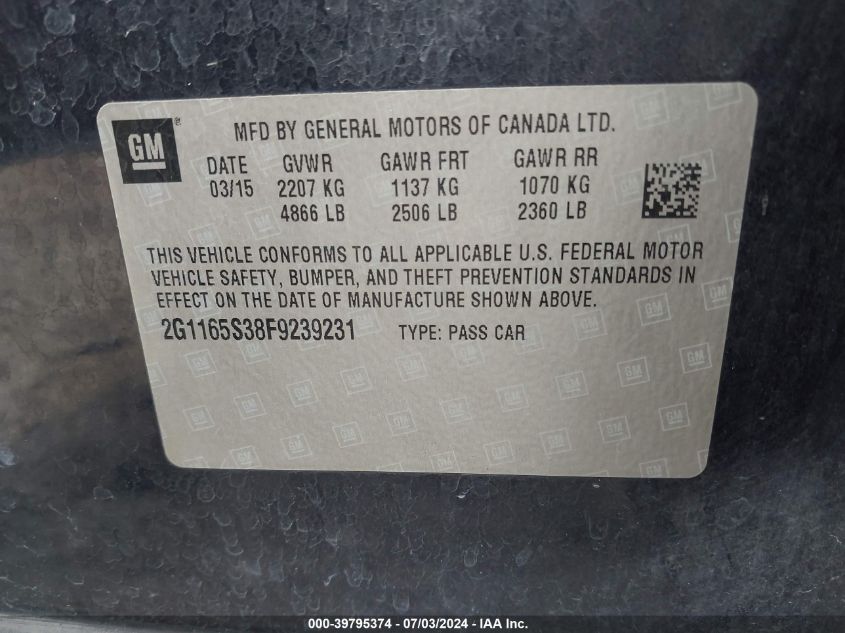 GM®
MFD BY GENERAL MOTORS OF CANADA LTD.
DATE GVWR GAWR FRT GAWR RR
03/15 2207 KG 1137 KG 1070 KG
4866 LB 2506 LB 2360 LB
THIS VEHICLE CONFORMS TO ALL APPLICABLE U.S. FEDERAL MOTOR
VEHICLE SAFETY, BUMPER, AND THEFT PREVENTION STANDARDS IN
EFFECT ON THE DATE OF MANUFACTURE SHOWN ABOVE.
2G1165S38F9239231 TYPE: PASS CAR
000-39795374 / 07/03/2024 - IAA Inc.